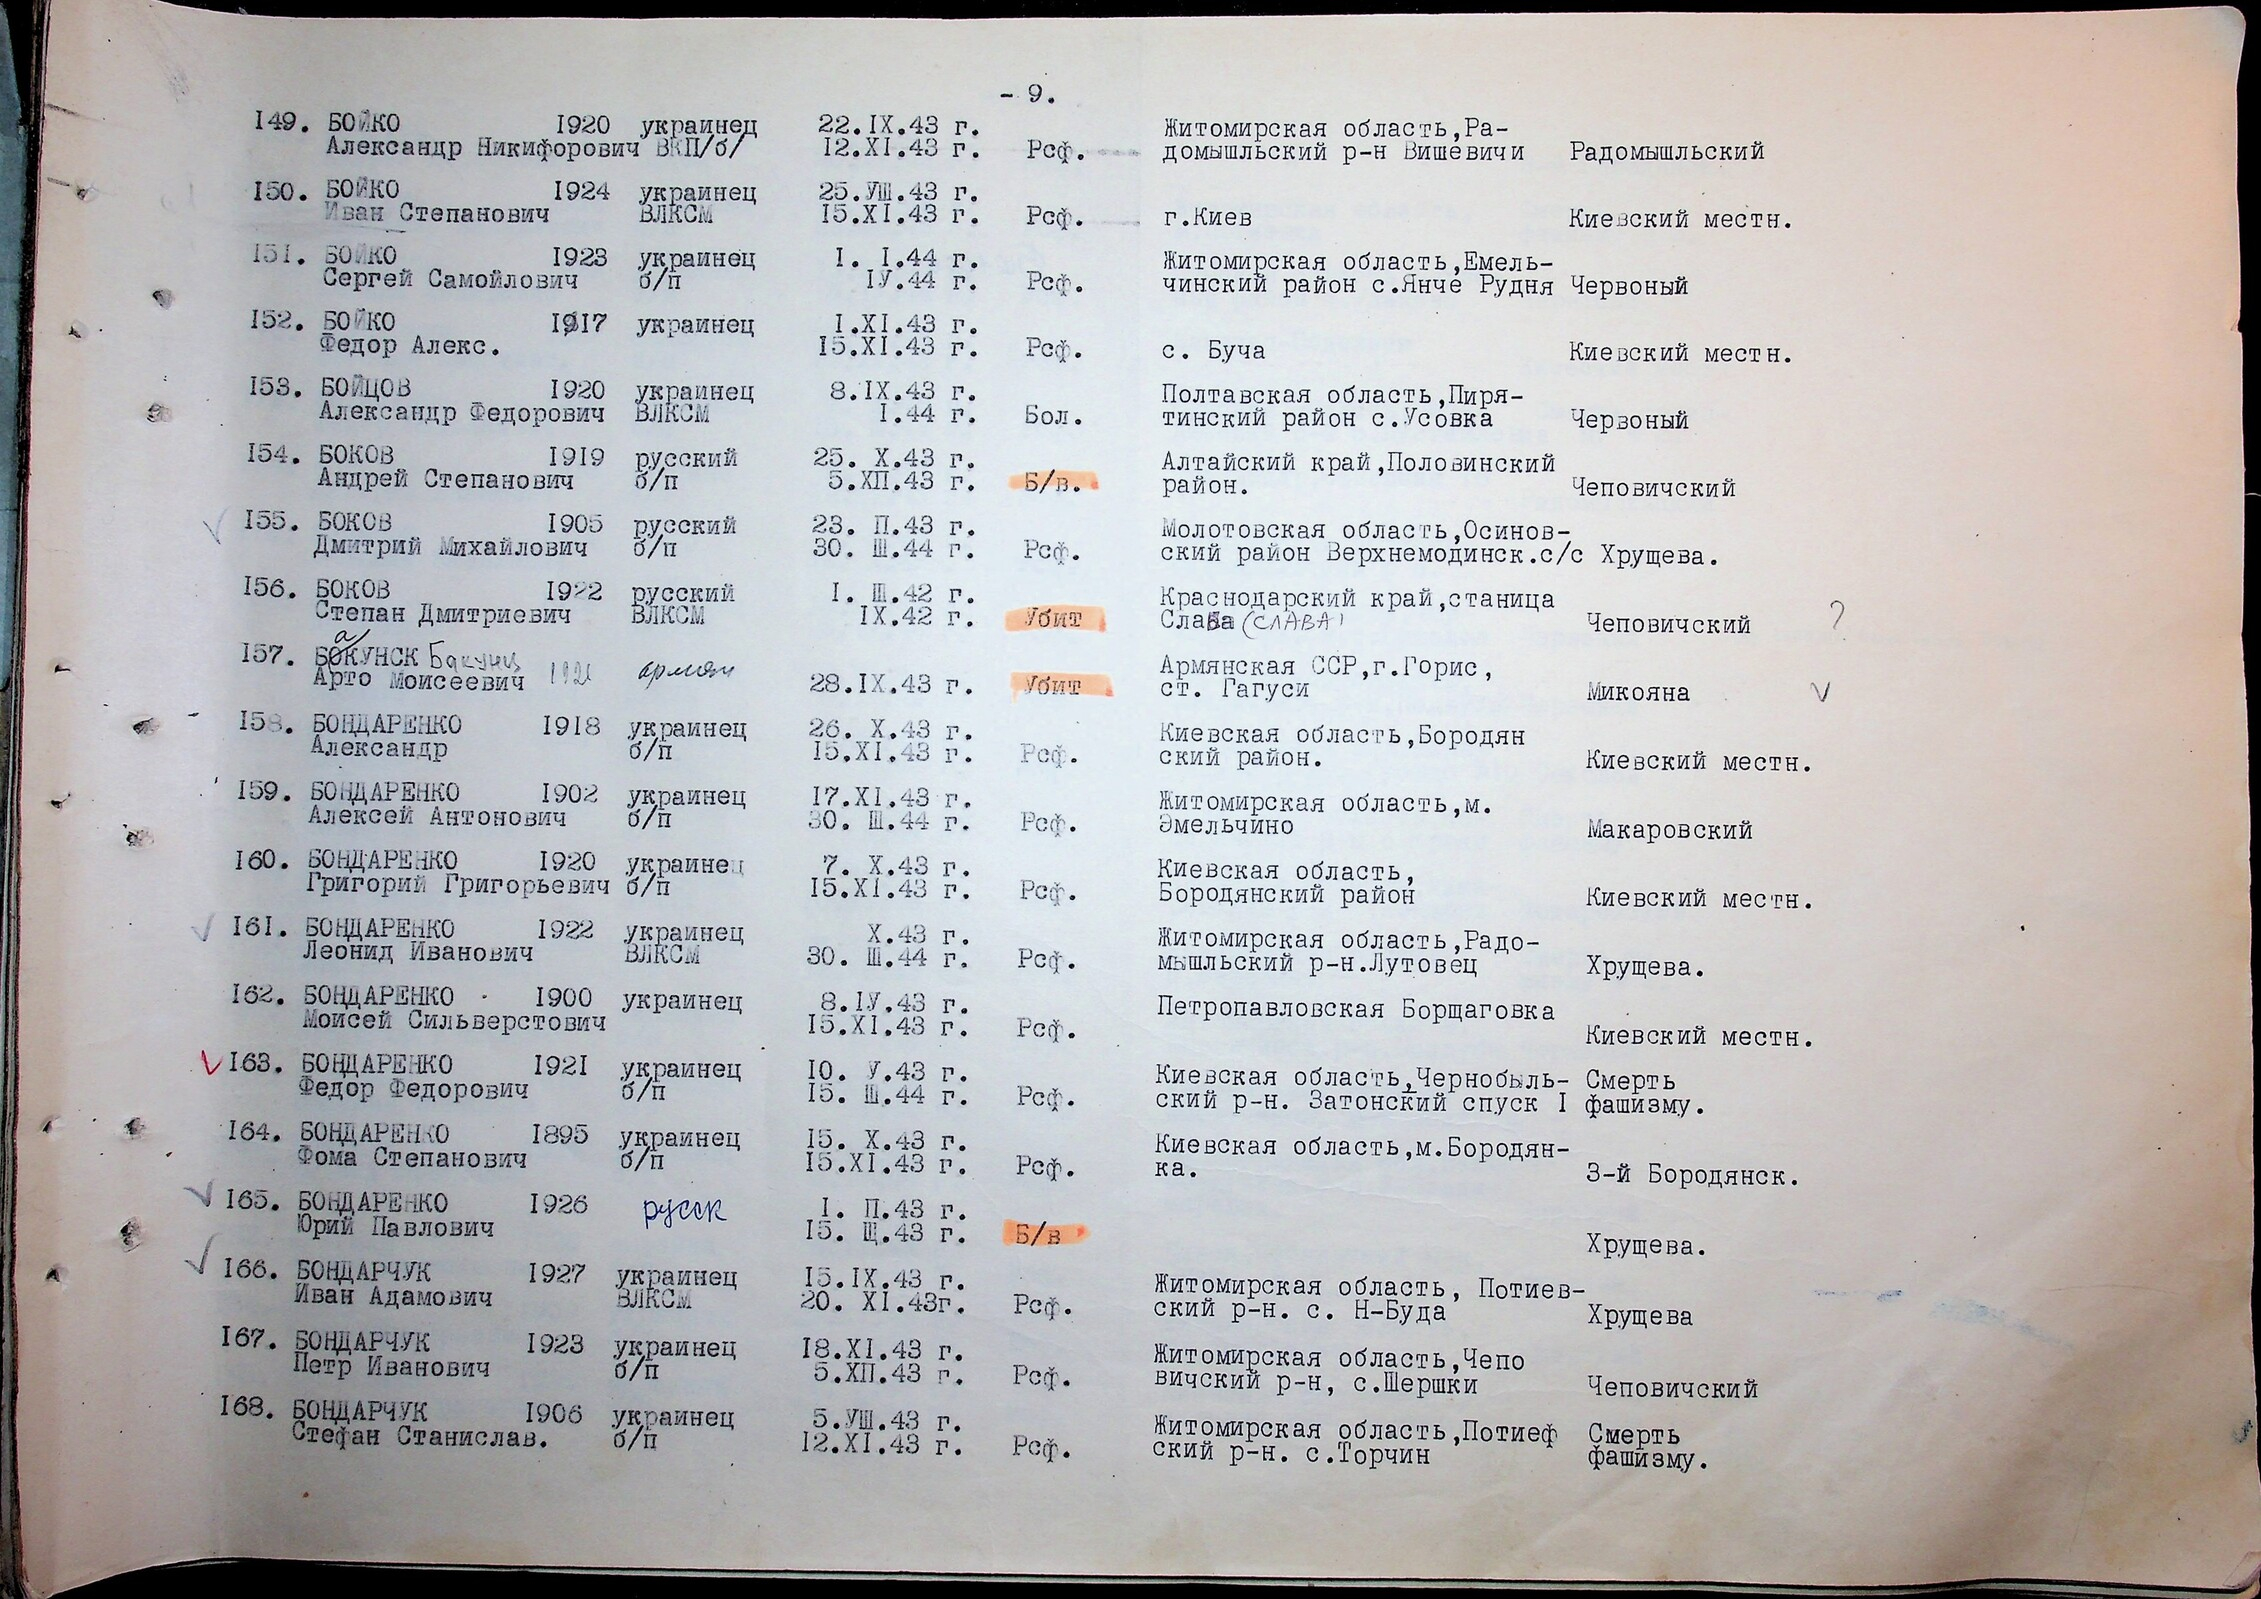 - 9.
149. БОЙКО 1920 украинец 22.IX.43 г. Житомирская область,Ра-
Александр Никифорович ВКП/б/ 12.XI.43 г. Рсф. домышльский р-н Вишевичи Радомышльский
150. БОЙКО 1924 украинец 25.УШ.43 г.
Иван Степанович ВЛКСМ 15.XI.43 г. Рсф. г.Киев Киевский местн.
151. БОЙКО 1923 украинец I. I.44 г. Житомирская область,Емель-
Сергей Самойлович б/п IУ.44 г. Рсф. чинский район с.Янче Рудня Червоный
152. БОЙКО 1917 украинец I.XI.43 г.
Федор Алекс. 15.XI.43 г. Рсф. с. Буча Киевский местн.
153. БОЙЦОВ 1920 украинец 8.IX.43 г. Полтавская область,Пиря-
Александр Федорович ВЛКСМ I.44 г. Бол. тинский район с.Усовка Червоный
154. БОКОВ 1919 русский 25. X.43 г. Алтайский край,Половинский
Андрей Степанович б/п 5.ХП.43 г. Б/в. район. Чеповичский
155. БОКОВ 1905 русский 23. П.43 г. Молотовская область,Осинов-
Дмитрий Михайлович б/п 30. Ш.44 г. Рсф. ский район Верхнемодинск.с/с Хрущева.
156. БОКОВ 1922 русский I. Ш.42 г. Краснодарский край,станица
Степан Дмитриевич ВЛКСМ IX.42 г. Убит Слава (СЛАВА) Чеповичский ?
а
157. БОКУНСК Бакунц армян Армянская ССР,г.Горис,
Арто Моисеевич 28.IX.43 г. Убит ст. Гагуси Микояна
158. БОНДАРЕНКО 1918 украинец 26. X.43 г. Киевская область,Бородян
Александр б/п 15.XI.43 г. Рсф. ский район. Киевский местн.
159. БОНДАРЕНКО 1902 украинец 17.XI.43 г. Житомирская область,м.
Алексей Антонович б/п 30. Ш.44 г. Рсф. Эмельчино Макаровский
160. БОНДАРЕНКО 1920 украинец 7. X.43 г. Киевская область,
Григорий Григорьевич б/п 15.XI.43 г. Рсф. Бородянский район Киевский местн.
161. БОНДАРЕНКО 1922 украинец X.43 г. Житомирская область,Радо-
Леонид Иванович ВЛКСМ 30. Ш.44 г. Рсф. мышльский р-н.Лутовец Хрущева.
162. БОНДАРЕНКО 1900 украинец 8.IУ.43 г. Петропавловская Борщаговка
Моисей Сильверстович 15.XI.43 г. Рсф. Киевский местн.
163. БОНДАРЕНКО 1921 украинец 10. У.43 г. Киевская область,Чернобыль- Смерть
Федор Федорович б/п 15. Ш.44 г. Рсф. ский р-н. Затонский спуск I фашизму.
164. БОНДАРЕНКО 1895 украинец 15. X.43 г. Киевская область,м.Бородян-
Фома Степанович б/п 15.XI.43 г. Рсф. ка. 3-й Бородянск.
165. БОНДАРЕНКО 1926 русск I. П.43 г.
Юрий Павлович 15. Щ.43 г. Б/в Хрущева.
166. БОНДАРЧУК 1927 украинец 15.IX.43 г. Житомирская область, Потиев-
Иван Адамович ВЛКСМ 20. XI.43г. Рсф. ский р-н. с. Н-Буда Хрущева
167. БОНДАРЧУК 1923 украинец 18.XI.43 г. Житомирская область,Чепо
Петр Иванович б/п 5.ХП.43 г. Рсф. вичский р-н, с.Шершки Чеповичский
168. БОНДАРЧУК 1906 украинец 5.УШ.43 г. Житомирская область,Потиеф Смерть
Стефан Станислав. б/п 12.XI.43 г. Рсф. ский р-н. с.Торчин фашизму.